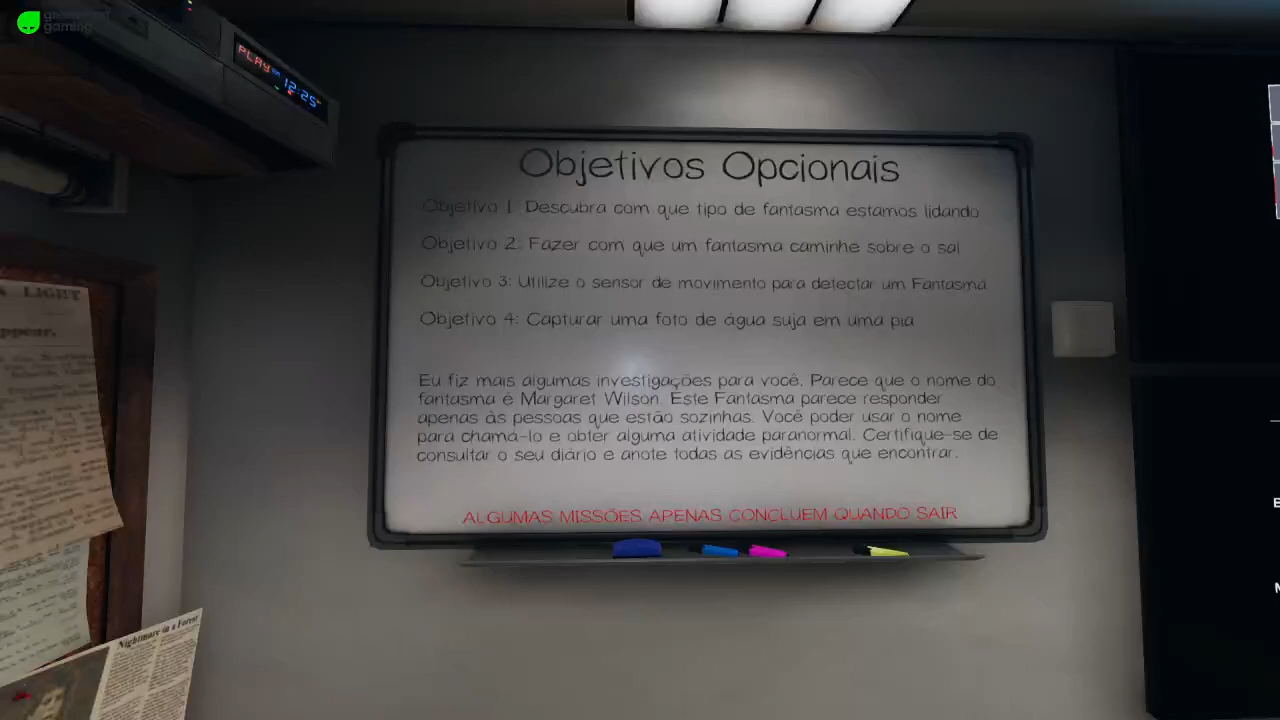 gaming
PLAY 12:25
Objetivos Opcionais
Objetivo 1: Descubra com que tipo de fantasma estamos lidando
Objetivo 2: Fazer com que um fantasma caminhe sobre o sal
Objetivo 3: Utilize o sensor de movimento para detectar um Fantasma
Objetivo 4: Capturar uma foto de água suja em uma pia
Eu fiz mais algumas investigações para você. Parece que o nome do
fantasma é Margaret Wilson. Este Fantasma parece responder
apenas às pessoas que estão sozinhas. Você poder usar o nome
para chamá-lo e obter alguma atividade paranormal. Certifique-se de
consultar o seu diário e anote todas as evidências que encontrar.
ALGUMAS MISSÕES APENAS CONCLUEM QUANDO SAIR
LIGHT
appear.
Nightmare in a Forest